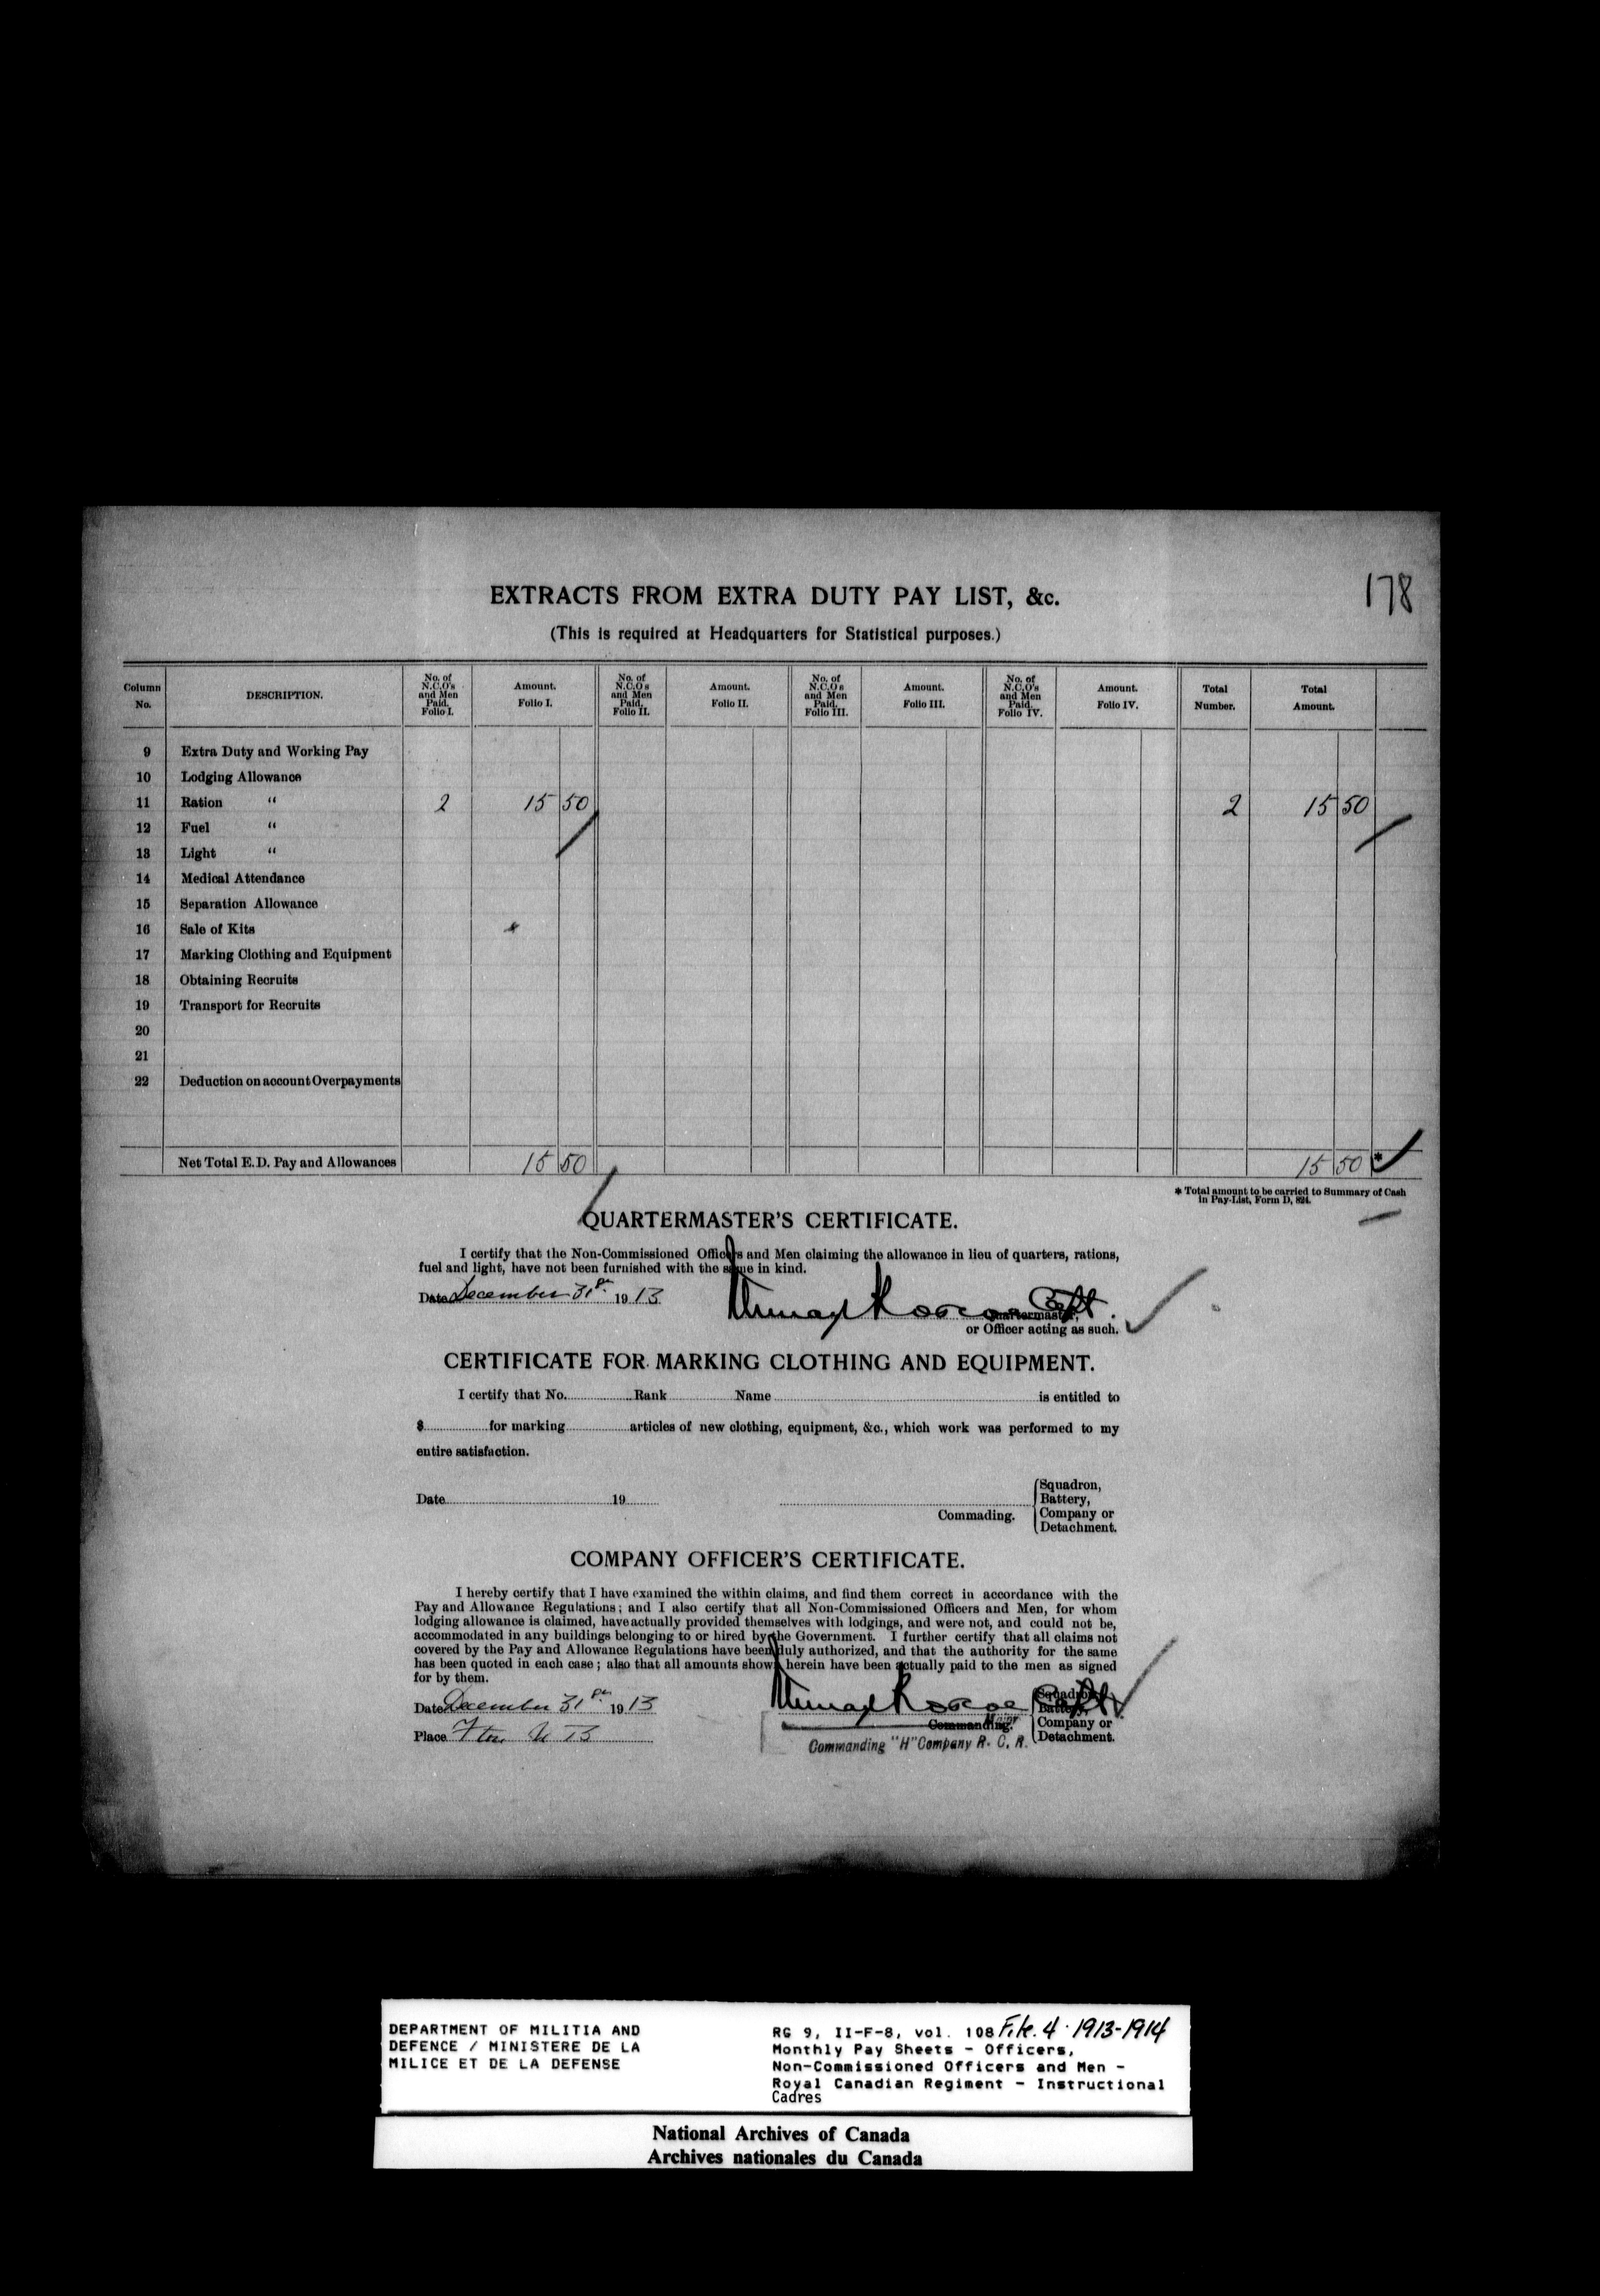 178
EXTRACTS FROM EXTRA DUTY PAY LIST, &c.
(This is required at Headquarters for Statistical purposes.)
Column No. DESCRIPTION. No. of N.C.O's and Men Paid. Folio I. Amount. Folio I. No. of N.C.O's and Men Paid. Folio II. Amount. Folio II. No. of N.C.O's and Men Paid. Folio III. Amount. Folio III. No. of N.C.O's and Men Paid. Folio IV. Amount. Folio IV. Total Number. Total Amount.
9 Extra Duty and Working Pay
10 Lodging Allowance
11 Ration " 2 15 50 2 15 50
12 Fuel "
13 Light "
14 Medical Attendance
15 Separation Allowance
16 Sale of Kits
17 Marking Clothing and Equipment
18 Obtaining Recruits
19 Transport for Recruits
20
21
22 Deduction on account Overpayments
Net Total E. D. Pay and Allowances 15 50 15 50 *
* Total amount to be carried to Summary of Cash
in Pay-List, Form D, 824.
QUARTERMASTER'S CERTIFICATE.
I certify that the Non-Commissioned Officers and Men claiming the allowance in lieu of quarters, rations,
fuel and light, have not been furnished with the same in kind.
Date December 31st 1913 Capt.
Quartermaster,
or Officer acting as such.
CERTIFICATE FOR MARKING CLOTHING AND EQUIPMENT.
I certify that No. Rank Name is entitled to
$ for marking articles of new clothing, equipment, &c., which work was performed to my
entire satisfaction.
Date 19
Commading.
Squadron,
Battery,
Company or
Detachment.
COMPANY OFFICER'S CERTIFICATE.
I hereby certify that I have examined the within claims, and find them correct in accordance with the
Pay and Allowance Regulations; and I also certify that all Non-Commissioned Officers and Men, for whom
lodging allowance is claimed, have actually provided themselves with lodgings, and were not, and could not be,
accommodated in any buildings belonging to or hired by the Government. I further certify that all claims not
covered by the Pay and Allowance Regulations have been duly authorized, and that the authority for the same
has been quoted in each case; also that all amounts shown herein have been actually paid to the men as signed
for by them.
Date December 31st 1913 Capt
Squadron,
Battery,
Company or
Detachment.
Major
Commanding.
Place F'ton N B
Commanding "H" Company R. C. R.
DEPARTMENT OF MILITIA AND
DEFENCE / MINISTERE DE LA
MILICE ET DE LA DEFENSE
RG 9, II-F-8, vol. 108 File. 4. 1913-1914
Monthly Pay Sheets - Officers,
Non-Commissioned Officers and Men -
Royal Canadian Regiment - Instructional
Cadres
National Archives of Canada
Archives nationales du Canada